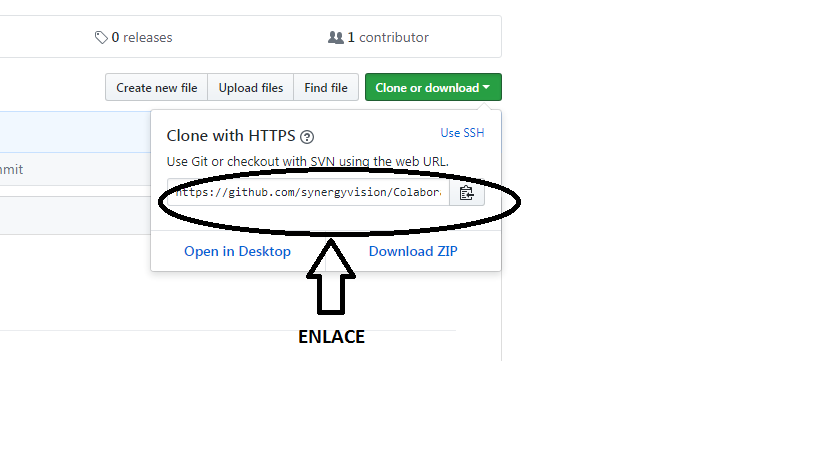 0 releases
1 contributor
Create new file
Upload files
Find file
Clone or download
Clone with HTTPS ?
Use SSH
Use Git or checkout with SVN using the web URL.
mmit
https://github.com/synergyvision/Colabor
Open in Desktop
Download ZIP
ENLACE